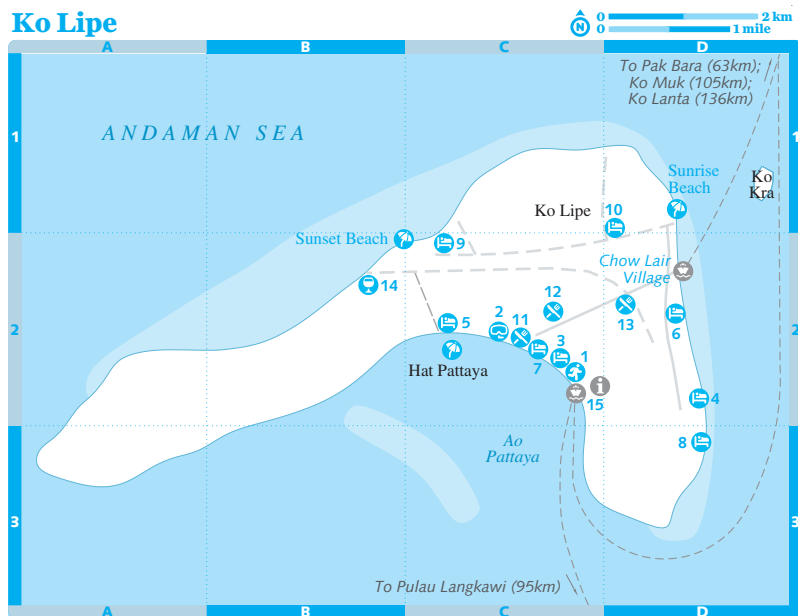 Ko Lipe
N
0 2 km
0 1 mile
A B C D
To Pak Bara (63km);
Ko Muk (105km);
Ko Lanta (136km)
1 1
ANDAMAN SEA
Sunrise
Beach
Ko
Kra
Ko Lipe
10
Sunset Beach
9
Chow Lair
Village
14
12
2 2
5
2
11
13
6
3
1
7
Hat Pattaya
i
15
4
8
Ao
Pattaya
3 3
To Pulau Langkawi (95km)
A B C D